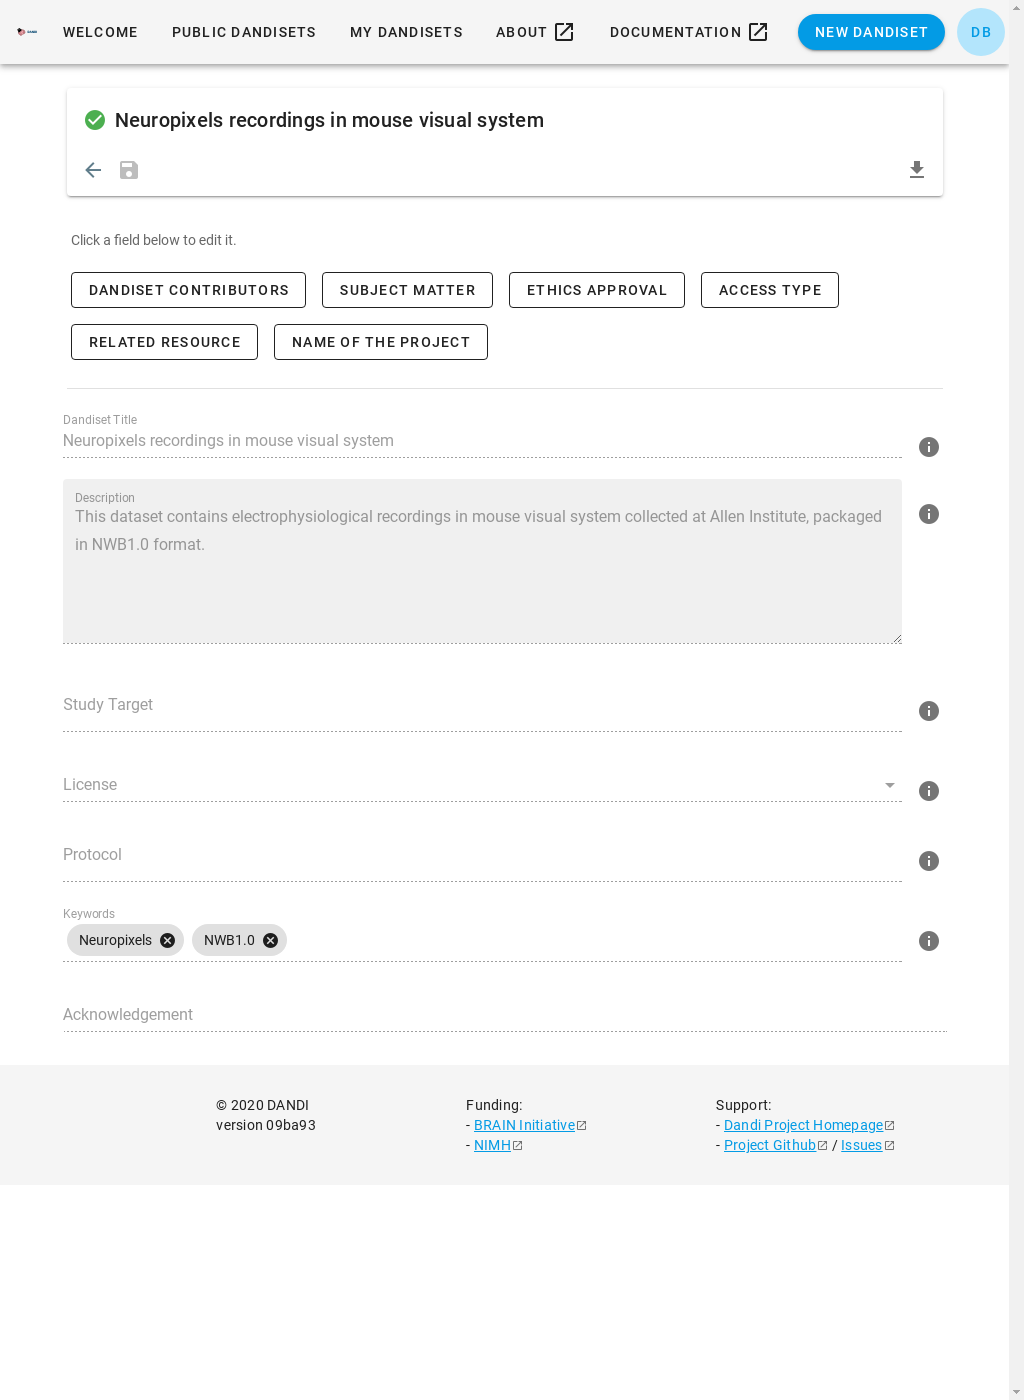 WELCOME PUBLIC DANDISETS MY DANDISETS ABOUT DOCUMENTATION NEW DANDISET DB
Neuropixels recordings in mouse visual system
Click a field below to edit it.
DANDISET CONTRIBUTORS SUBJECT MATTER ETHICS APPROVAL ACCESS TYPE
RELATED RESOURCE NAME OF THE PROJECT
Dandiset Title
Neuropixels recordings in mouse visual system
Description
This dataset contains electrophysiological recordings in mouse visual system collected at Allen Institute, packaged
in NWB1.0 format.
Study Target
License
Protocol
Keywords
Neuropixels NWB1.0
Acknowledgement
© 2020 DANDI
version 09ba93
Funding:
- BRAIN Initiative
- NIMH
Support:
- Dandi Project Homepage
- Project Github / Issues